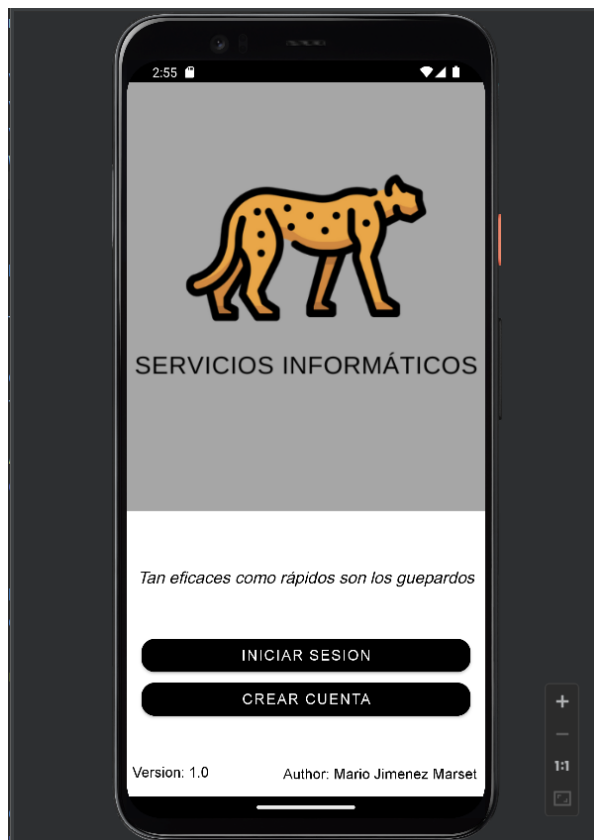 2:55
SERVICIOS INFORMÁTICOS
Tan eficaces como rápidos son los guepardos
INICIAR SESION
CREAR CUENTA
Version: 1.0
Author: Mario Jimenez Marset
1:1